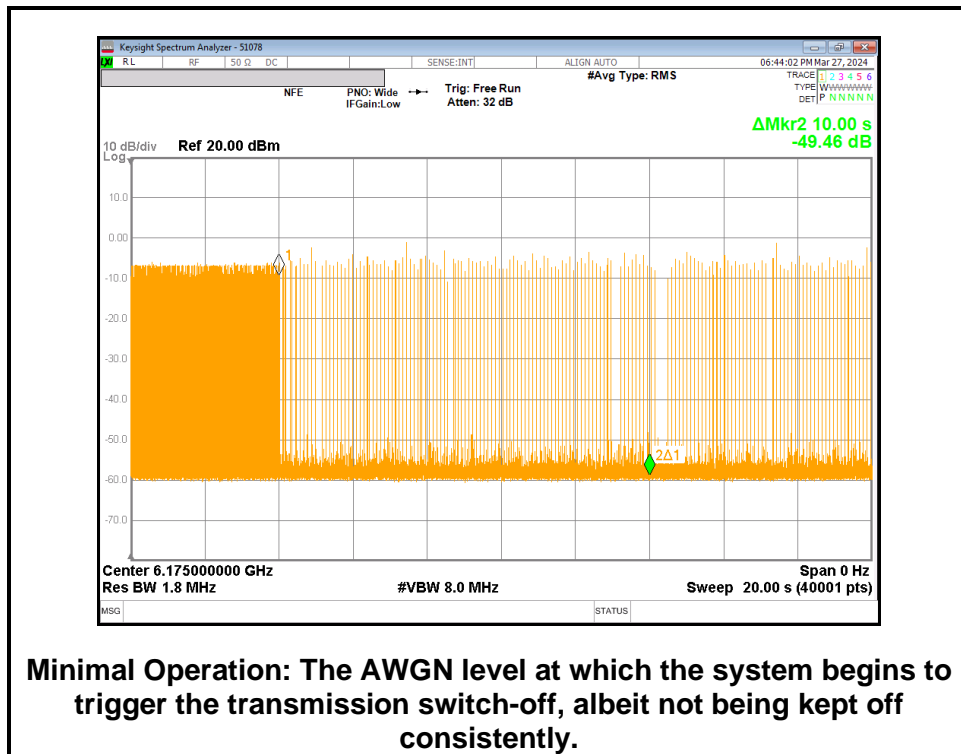 Keysight Spectrum Analyzer - 51078
LXI RL RF 50 Ω DC SENSE:INT ALIGN AUTO 06:44:02 PM Mar 27, 2024
#Avg Type: RMS TRACE 1 2 3 4 5 6
NFE PNO: Wide Trig: Free Run TYPE WWWWWW
IFGain:Low Atten: 32 dB DET P N N N N N
ΔMkr2 10.00 s
-49.46 dB
10 dB/div Ref 20.00 dBm
Log
10.0
0.00
1
-10.0
-20.0
-30.0
-40.0
-50.0
2Δ1
-60.0
-70.0
Center 6.175000000 GHz Span 0 Hz
Res BW 1.8 MHz #VBW 8.0 MHz Sweep 20.00 s (40001 pts)
MSG STATUS
Minimal Operation: The AWGN level at which the system begins to
trigger the transmission switch-off, albeit not being kept off
consistently.